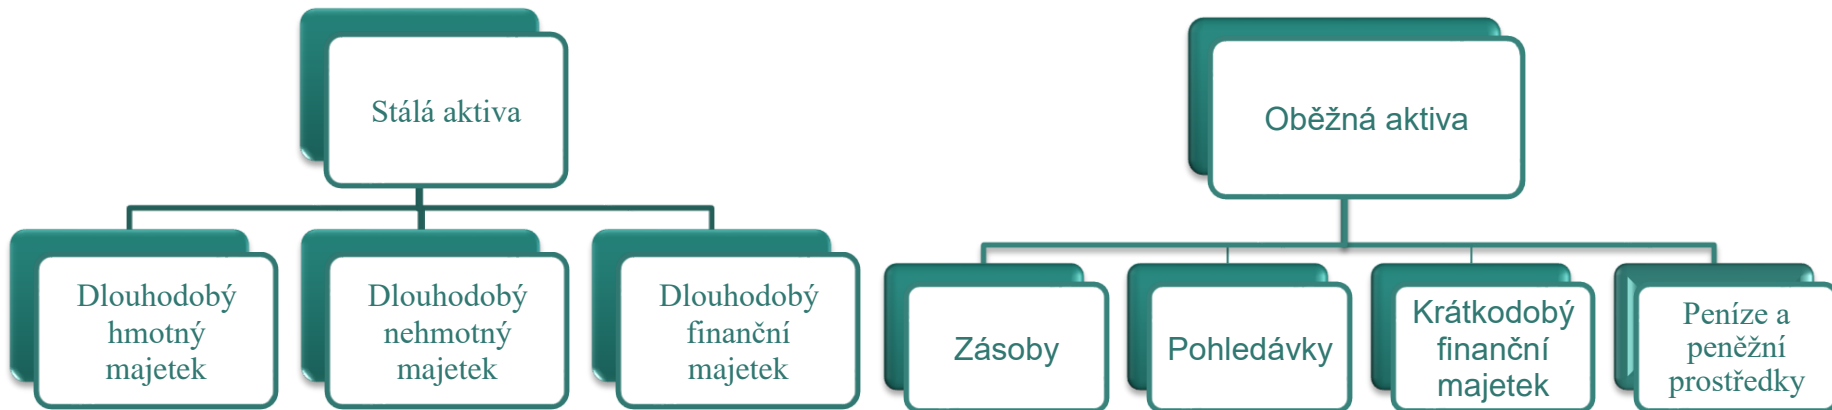 Stálá aktiva
Dlouhodobý
hmotný
majetek
Dlouhodobý
nehmotný
majetek
Dlouhodobý
finanční
majetek
Oběžná aktiva
Zásoby
Pohledávky
Krátkodobý
finanční
majetek
Peníze a
peněžní
prostředky